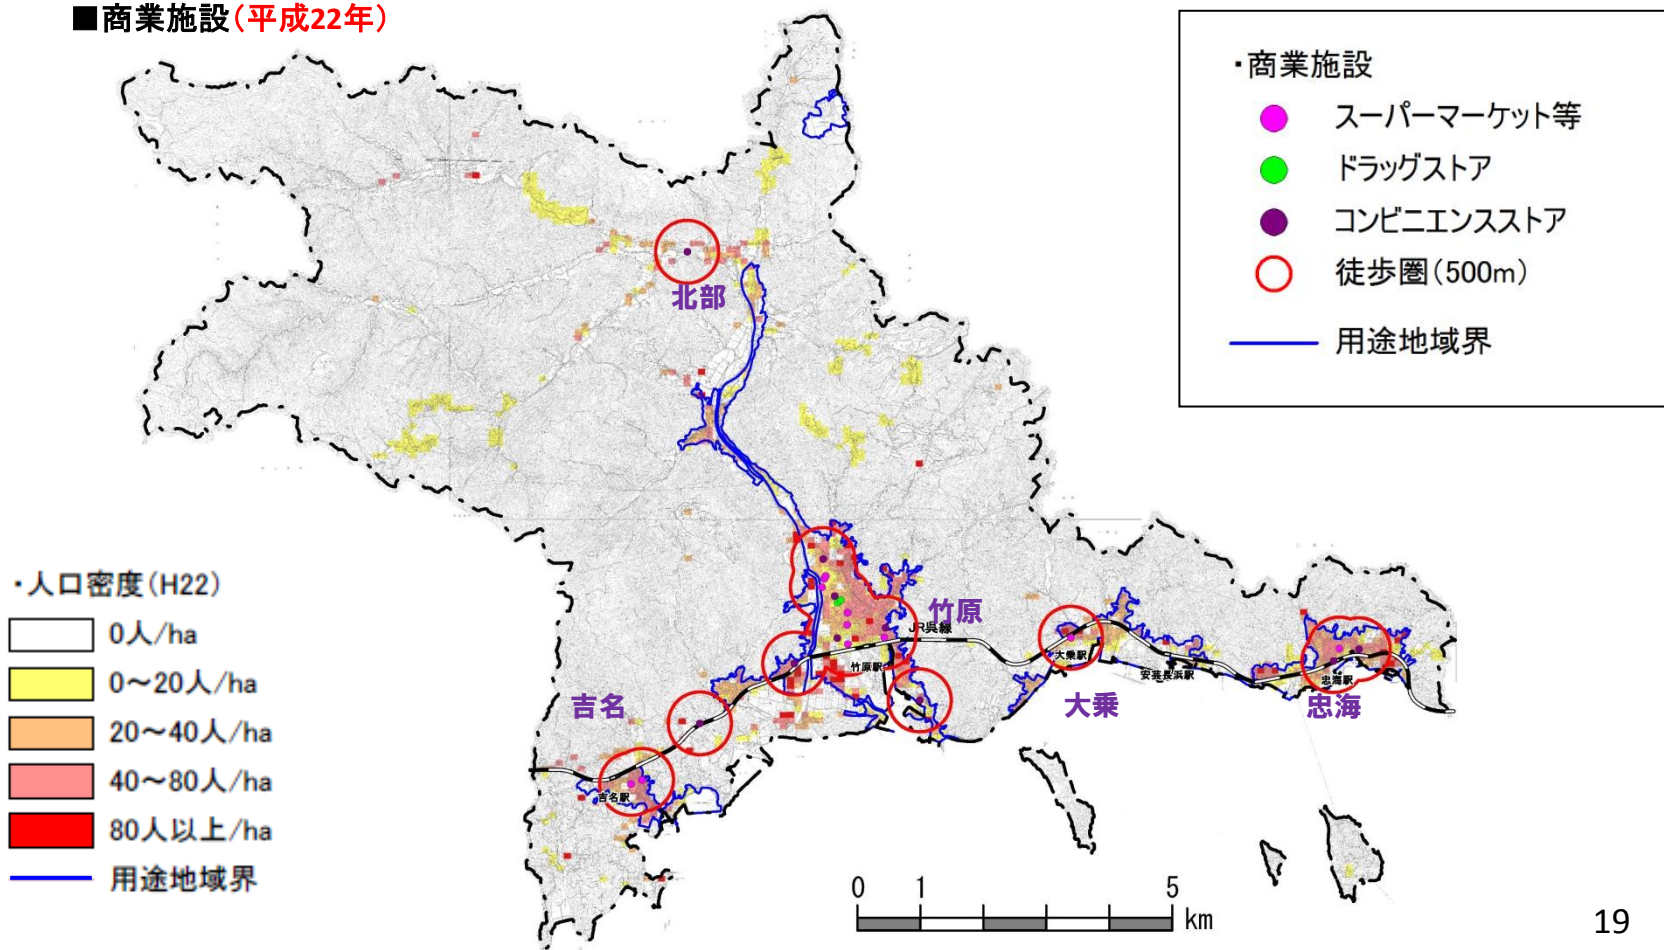 ■商業施設(平成22年)
・商業施設
スーパーマーケット等
ドラッグストア
コンビニエンスストア
徒歩圏(500m)
用途地域界
北部
竹原
JR呉線
竹原駅
大乗駅
安芸長浜駅
忠海駅
吉名
大乗
忠海
吉名駅
・人口密度(H22)
0人/ha
0~20人/ha
20~40人/ha
40~80人/ha
80人以上/ha
用途地域界
0 1 5
km
19